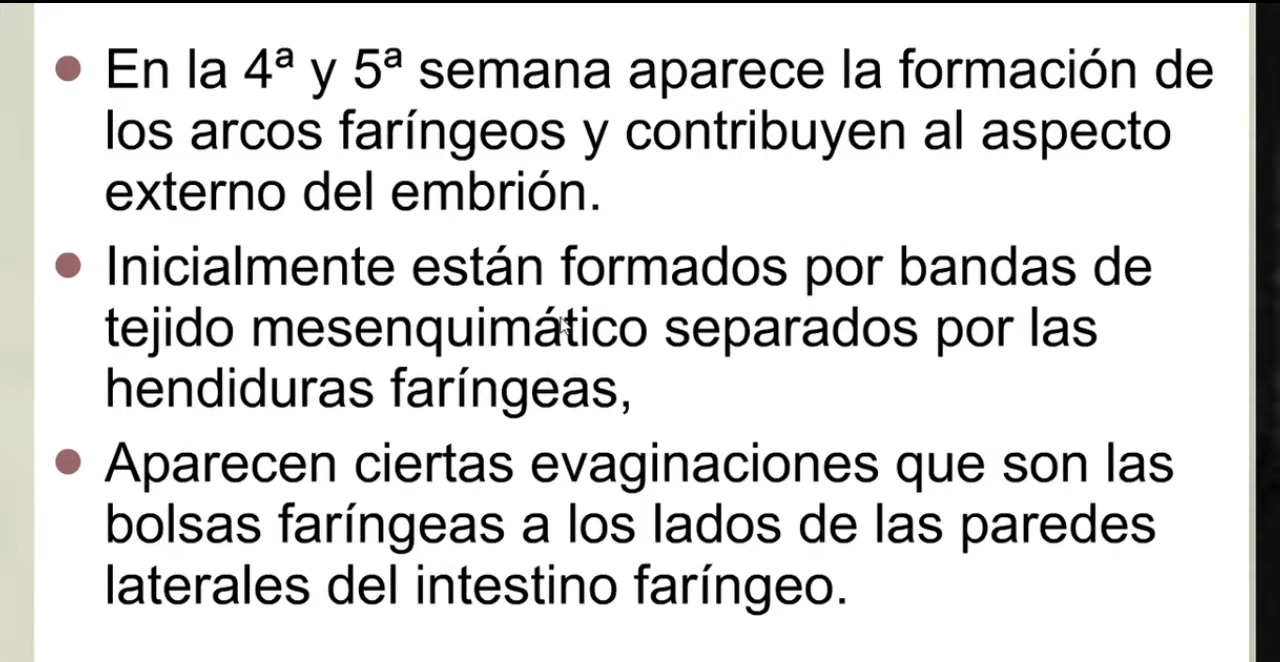 • En la 4ª y 5ª semana aparece la formación de
los arcos faríngeos y contribuyen al aspecto
externo del embrión.
• Inicialmente están formados por bandas de
tejido mesenquimático separados por las
hendiduras faríngeas,
• Aparecen ciertas evaginaciones que son las
bolsas faríngeas a los lados de las paredes
laterales del intestino faríngeo.